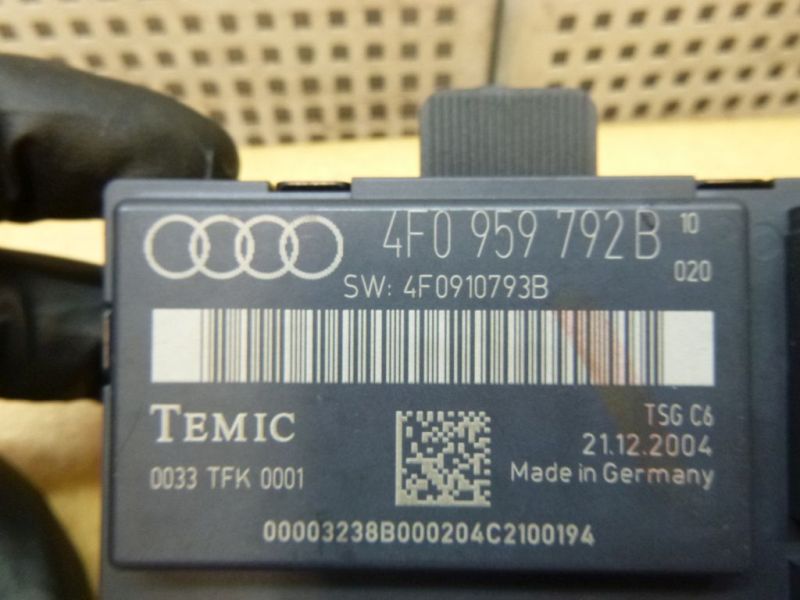 4F0 959 792 B 10
020
SW: 4F0910793B
TEMIC
TSG C6
21.12.2004
0033 TFK 0001
Made in Germany
00003238B000204C2100194